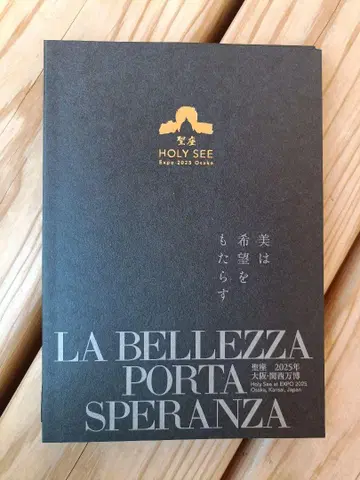 聖座
HOLY SEE
Expo 2025 Osaka
美は
希望を
もたらす
LA BELLEZZA
PORTA
SPERANZA
聖座 2025年
大阪・関西万博
Holy See at EXPO 2025
Osaka, Kansai, Japan